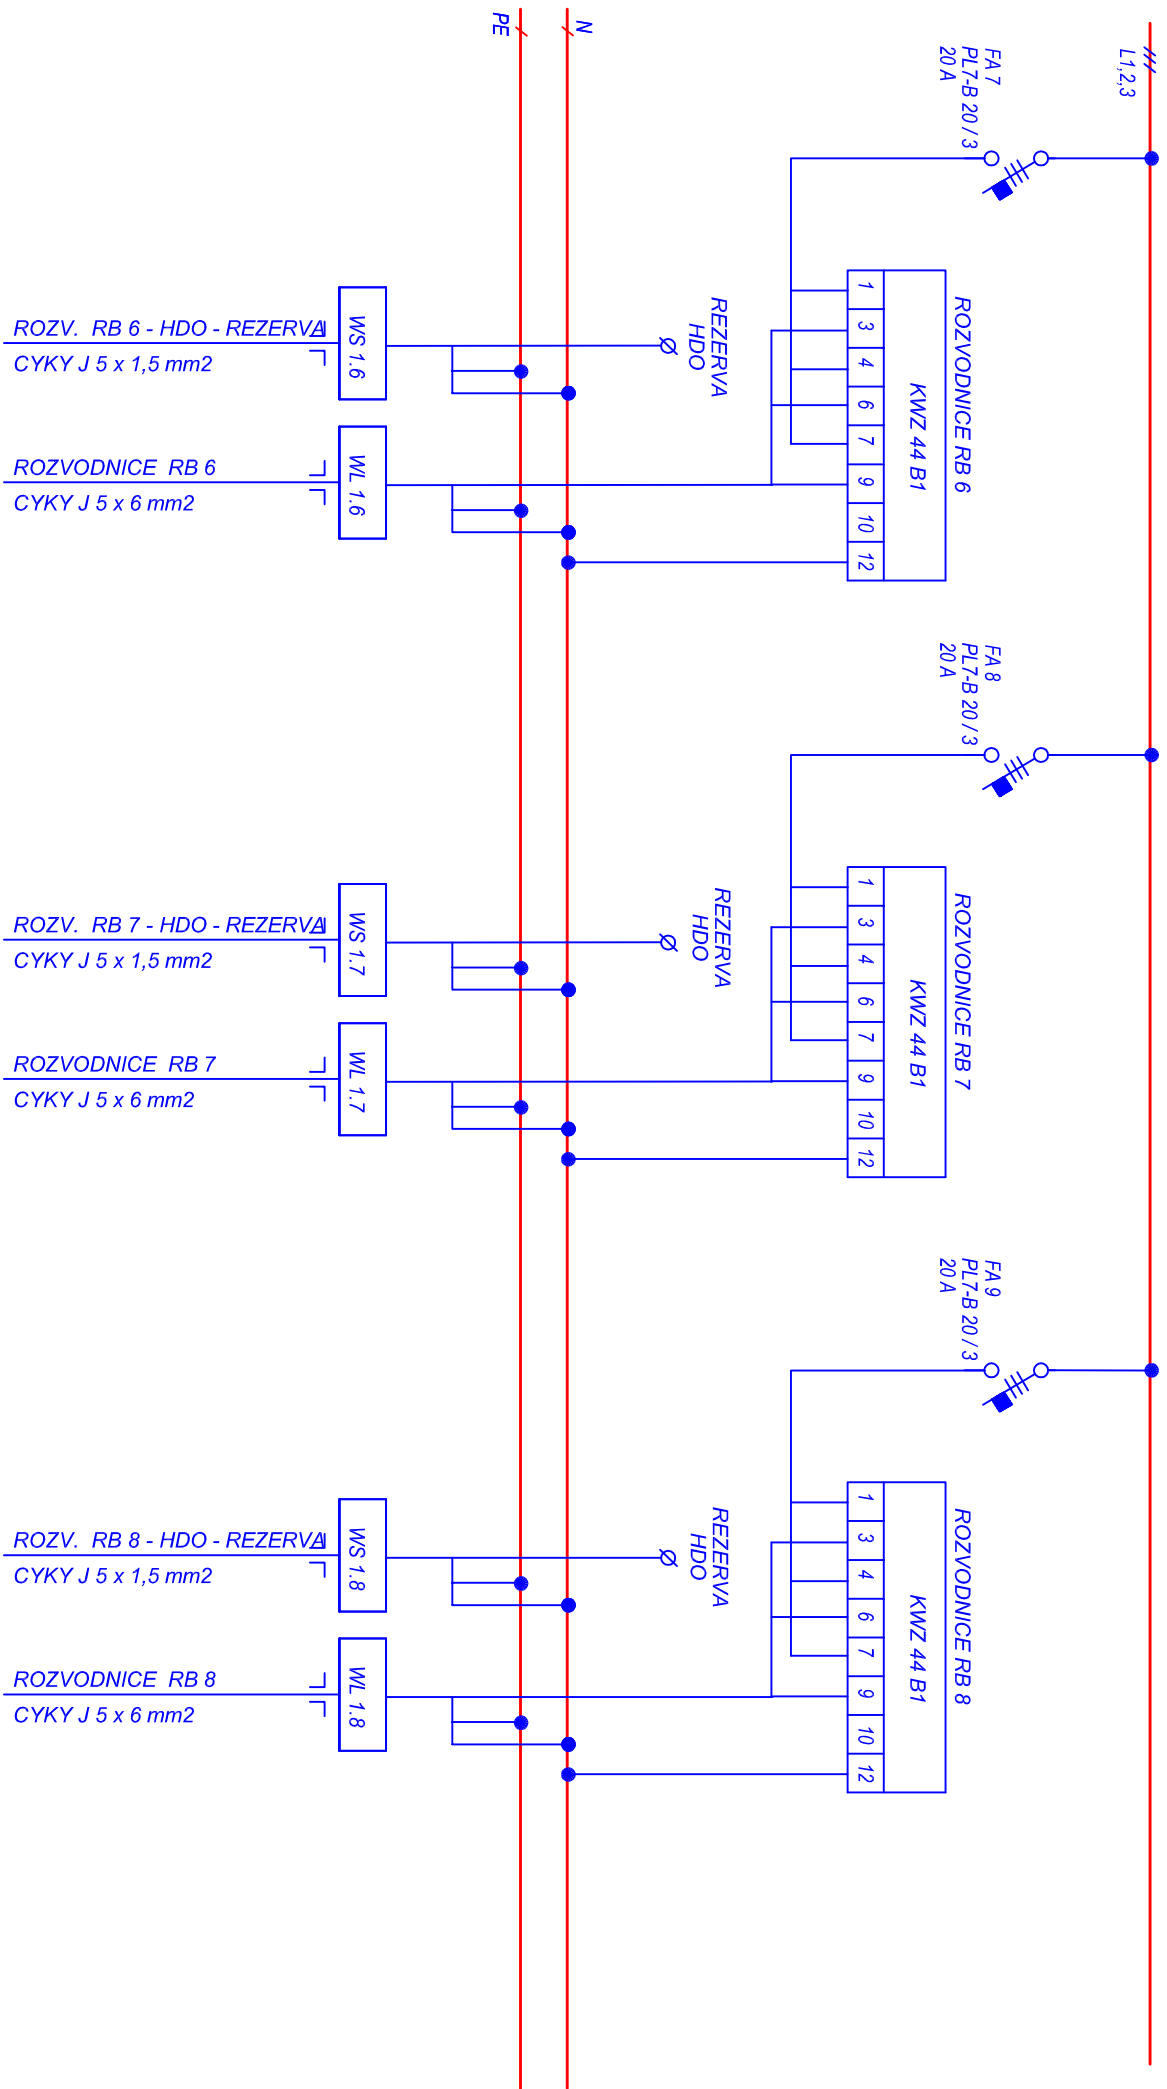 L1,2,3
N
PE
FA 7
PL7-B 20 / 3
20 A
ROZVODNICE RB 6
KWZ 44 B1
1
3
4
6
7
9
10
12
REZERVA
HDO
WS 1.6
WL 1.6
ROZV. RB 6 - HDO - REZERVA
CYKY J 5 x 1,5 mm2
ROZVODNICE RB 6
CYKY J 5 x 6 mm2
FA 8
PL7-B 20 / 3
20 A
ROZVODNICE RB 7
KWZ 44 B1
1
3
4
6
7
9
10
12
REZERVA
HDO
WS 1.7
WL 1.7
ROZV. RB 7 - HDO - REZERVA
CYKY J 5 x 1,5 mm2
ROZVODNICE RB 7
CYKY J 5 x 6 mm2
FA 9
PL7-B 20 / 3
20 A
ROZVODNICE RB 8
KWZ 44 B1
1
3
4
6
7
9
10
12
REZERVA
HDO
WS 1.8
WL 1.8
ROZV. RB 8 - HDO - REZERVA
CYKY J 5 x 1,5 mm2
ROZVODNICE RB 8
CYKY J 5 x 6 mm2